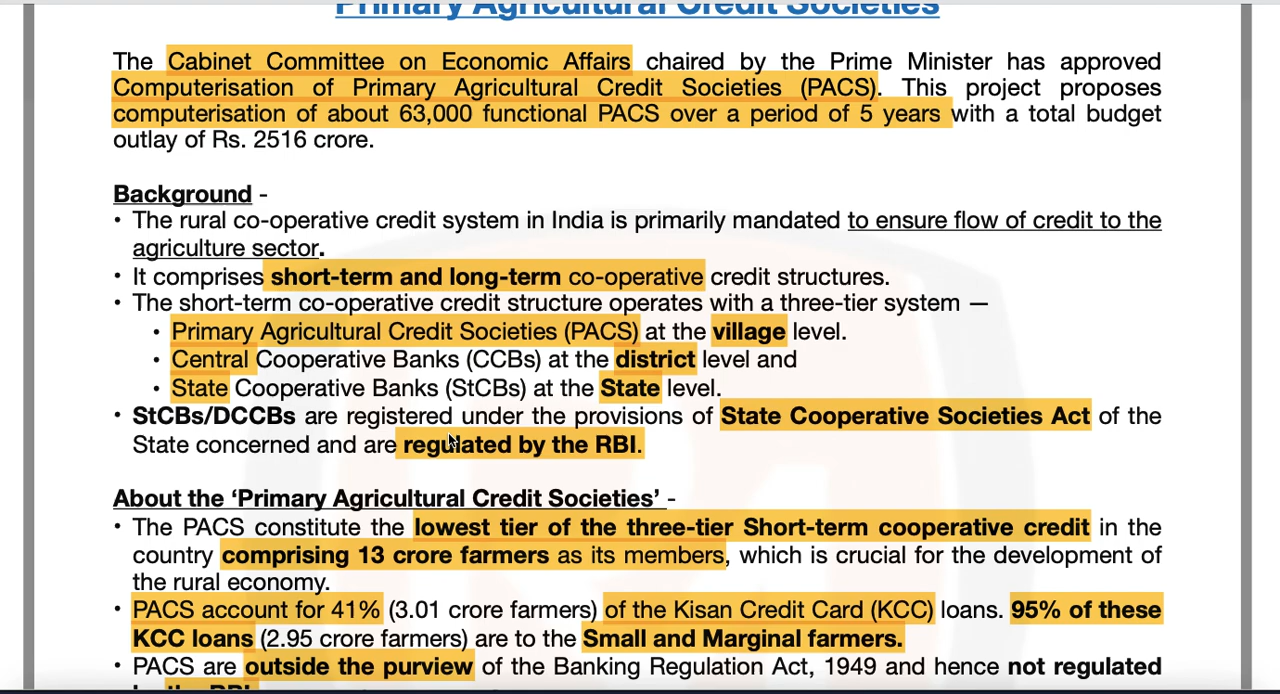 Primary Agricultural Credit Societies
The Cabinet Committee on Economic Affairs chaired by the Prime Minister has approved
Computerisation of Primary Agricultural Credit Societies (PACS). This project proposes
computerisation of about 63,000 functional PACS over a period of 5 years with a total budget
outlay of Rs. 2516 crore.
Background -
• The rural co-operative credit system in India is primarily mandated to ensure flow of credit to the
agriculture sector.
• It comprises short-term and long-term co-operative credit structures.
• The short-term co-operative credit structure operates with a three-tier system —
• Primary Agricultural Credit Societies (PACS) at the village level.
• Central Cooperative Banks (CCBs) at the district level and
• State Cooperative Banks (StCBs) at the State level.
• StCBs/DCCBs are registered under the provisions of State Cooperative Societies Act of the
State concerned and are regulated by the RBI.
About the ‘Primary Agricultural Credit Societies’ -
• The PACS constitute the lowest tier of the three-tier Short-term cooperative credit in the
country comprising 13 crore farmers as its members, which is crucial for the development of
the rural economy.
• PACS account for 41% (3.01 crore farmers) of the Kisan Credit Card (KCC) loans. 95% of these
KCC loans (2.95 crore farmers) are to the Small and Marginal farmers.
• PACS are outside the purview of the Banking Regulation Act, 1949 and hence not regulated
by the RBI